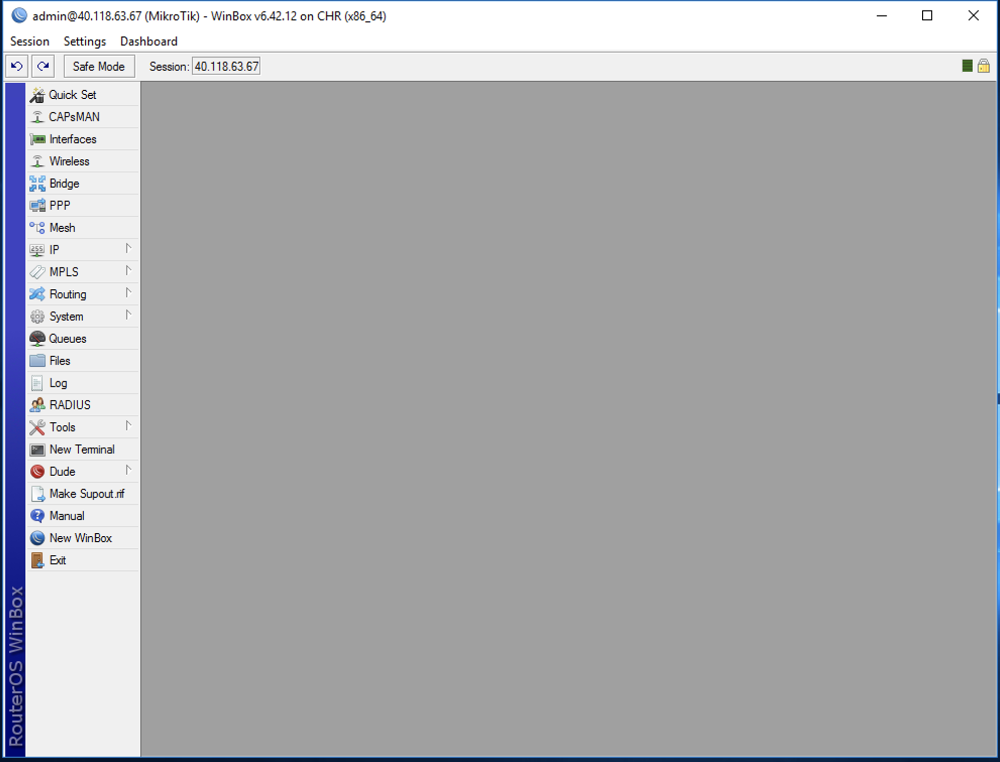 admin@40.118.63.67 (MikroTik) - WinBox v6.42.12 on CHR (x86_64)
Session Settings Dashboard
Safe Mode Session: 40.118.63.67
Quick Set
CAPsMAN
Interfaces
Wireless
Bridge
PPP
Mesh
255 IP
MPLS
Routing
System
Queues
Files
Log
RADIUS
Tools
New Terminal
Dude
Make Supout.rif
Manual
New WinBox
Exit
RouterOS WinBox